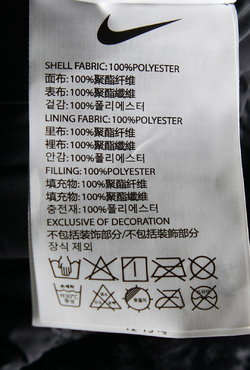 SHELL FABRIC: 100%POLYESTER
面布: 100%聚酯纤维
表布: 100%聚酯纖維
겉감: 100%폴리에스터
LINING FABRIC: 100%POLYESTER
里布: 100%聚酯纤维
裡布: 100%聚酯纖維
안감: 100%폴리에스터
FILLING: 100%POLYESTER
填充物: 100%聚酯纤维
填充物: 100%聚酯纖維
충전재: 100%폴리에스터
EXCLUSIVE OF DECORATION
不包括装饰部分/不包括裝飾部分/
장식 제외